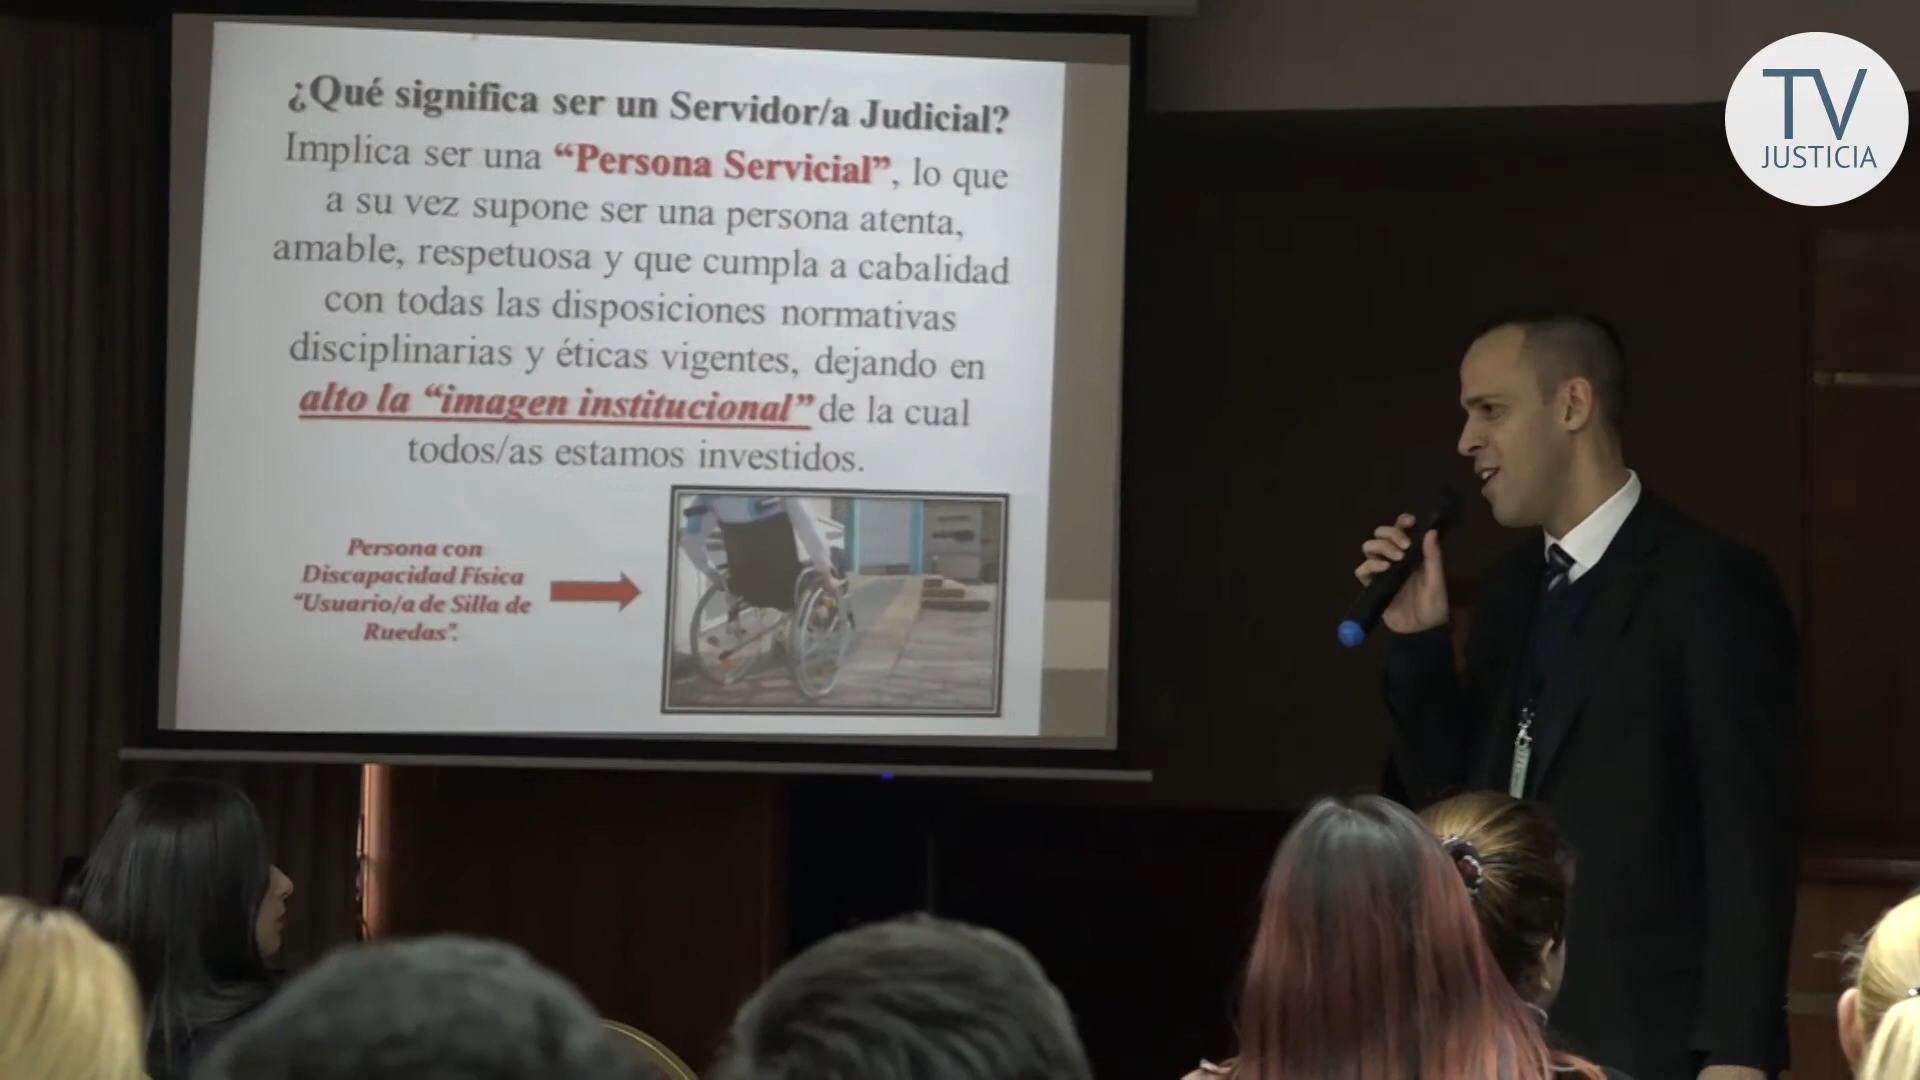 ¿Qué significa ser un Servidor/a Judicial?
Implica ser una “Persona Servicial”, lo que
a su vez supone ser una persona atenta,
amable, respetuosa y que cumpla a cabalidad
con todas las disposiciones normativas
disciplinarias y éticas vigentes, dejando en
alto la “imagen institucional” de la cual
todos/as estamos investidos.
Persona con
Discapacidad Física
“Usuario/a de Silla de
Ruedas”.
TV
JUSTICIA